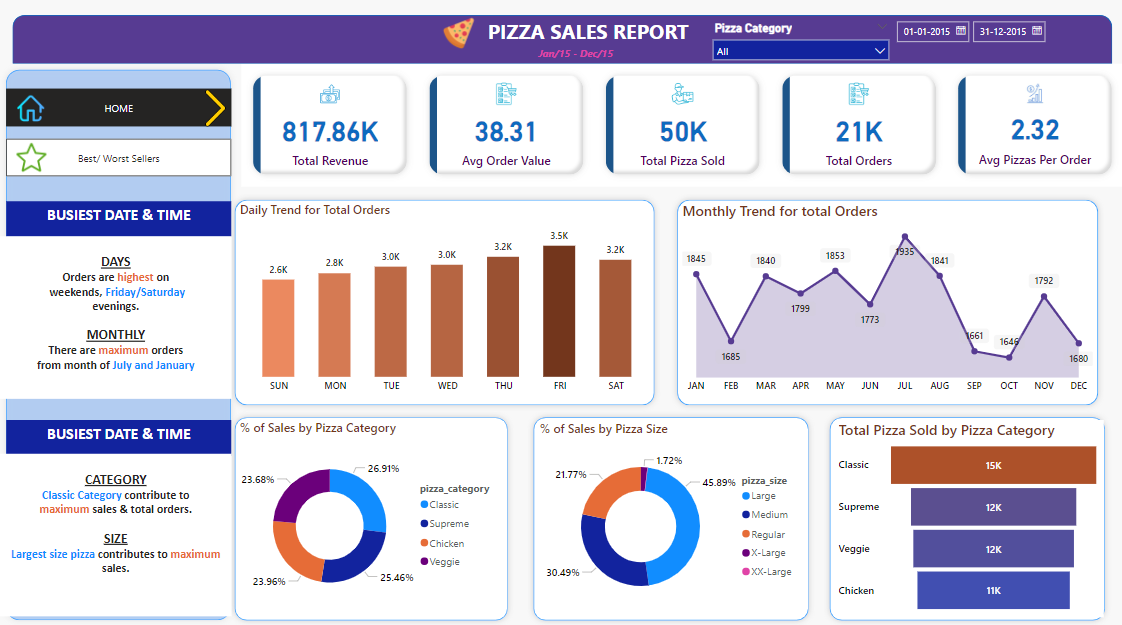 PIZZA SALES REPORT
Jan/15 - Dec/15
Pizza Category
All
01-01-2015
31-12-2015
HOME
Best/ Worst Sellers
817.86K
Total Revenue
38.31
Avg Order Value
50K
Total Pizza Sold
21K
Total Orders
2.32
Avg Pizzas Per Order
BUSIEST DATE & TIME
DAYS
Orders are highest on
weekends, Friday/Saturday
evenings.
MONTHLY
There are maximum orders
from month of July and January
Daily Trend for Total Orders
2.6K 2.8K 3.0K 3.0K 3.2K 3.5K 3.2K
SUN MON TUE WED THU FRI SAT
Monthly Trend for total Orders
1845 1685 1840 1799 1853 1773 1935 1841 1661 1646 1792 1680
JAN FEB MAR APR MAY JUN JUL AUG SEP OCT NOV DEC
BUSIEST DATE & TIME
CATEGORY
Classic Category contribute to
maximum sales & total orders.
SIZE
Largest size pizza contributes to maximum
sales.
% of Sales by Pizza Category
26.91%
25.46%
23.96%
23.68%
pizza_category
Classic
Supreme
Chicken
Veggie
% of Sales by Pizza Size
1.72%
45.89%
30.49%
21.77%
pizza_size
Large
Medium
Regular
X-Large
XX-Large
Total Pizza Sold by Pizza Category
Classic 15K
Supreme 12K
Veggie 12K
Chicken 11K